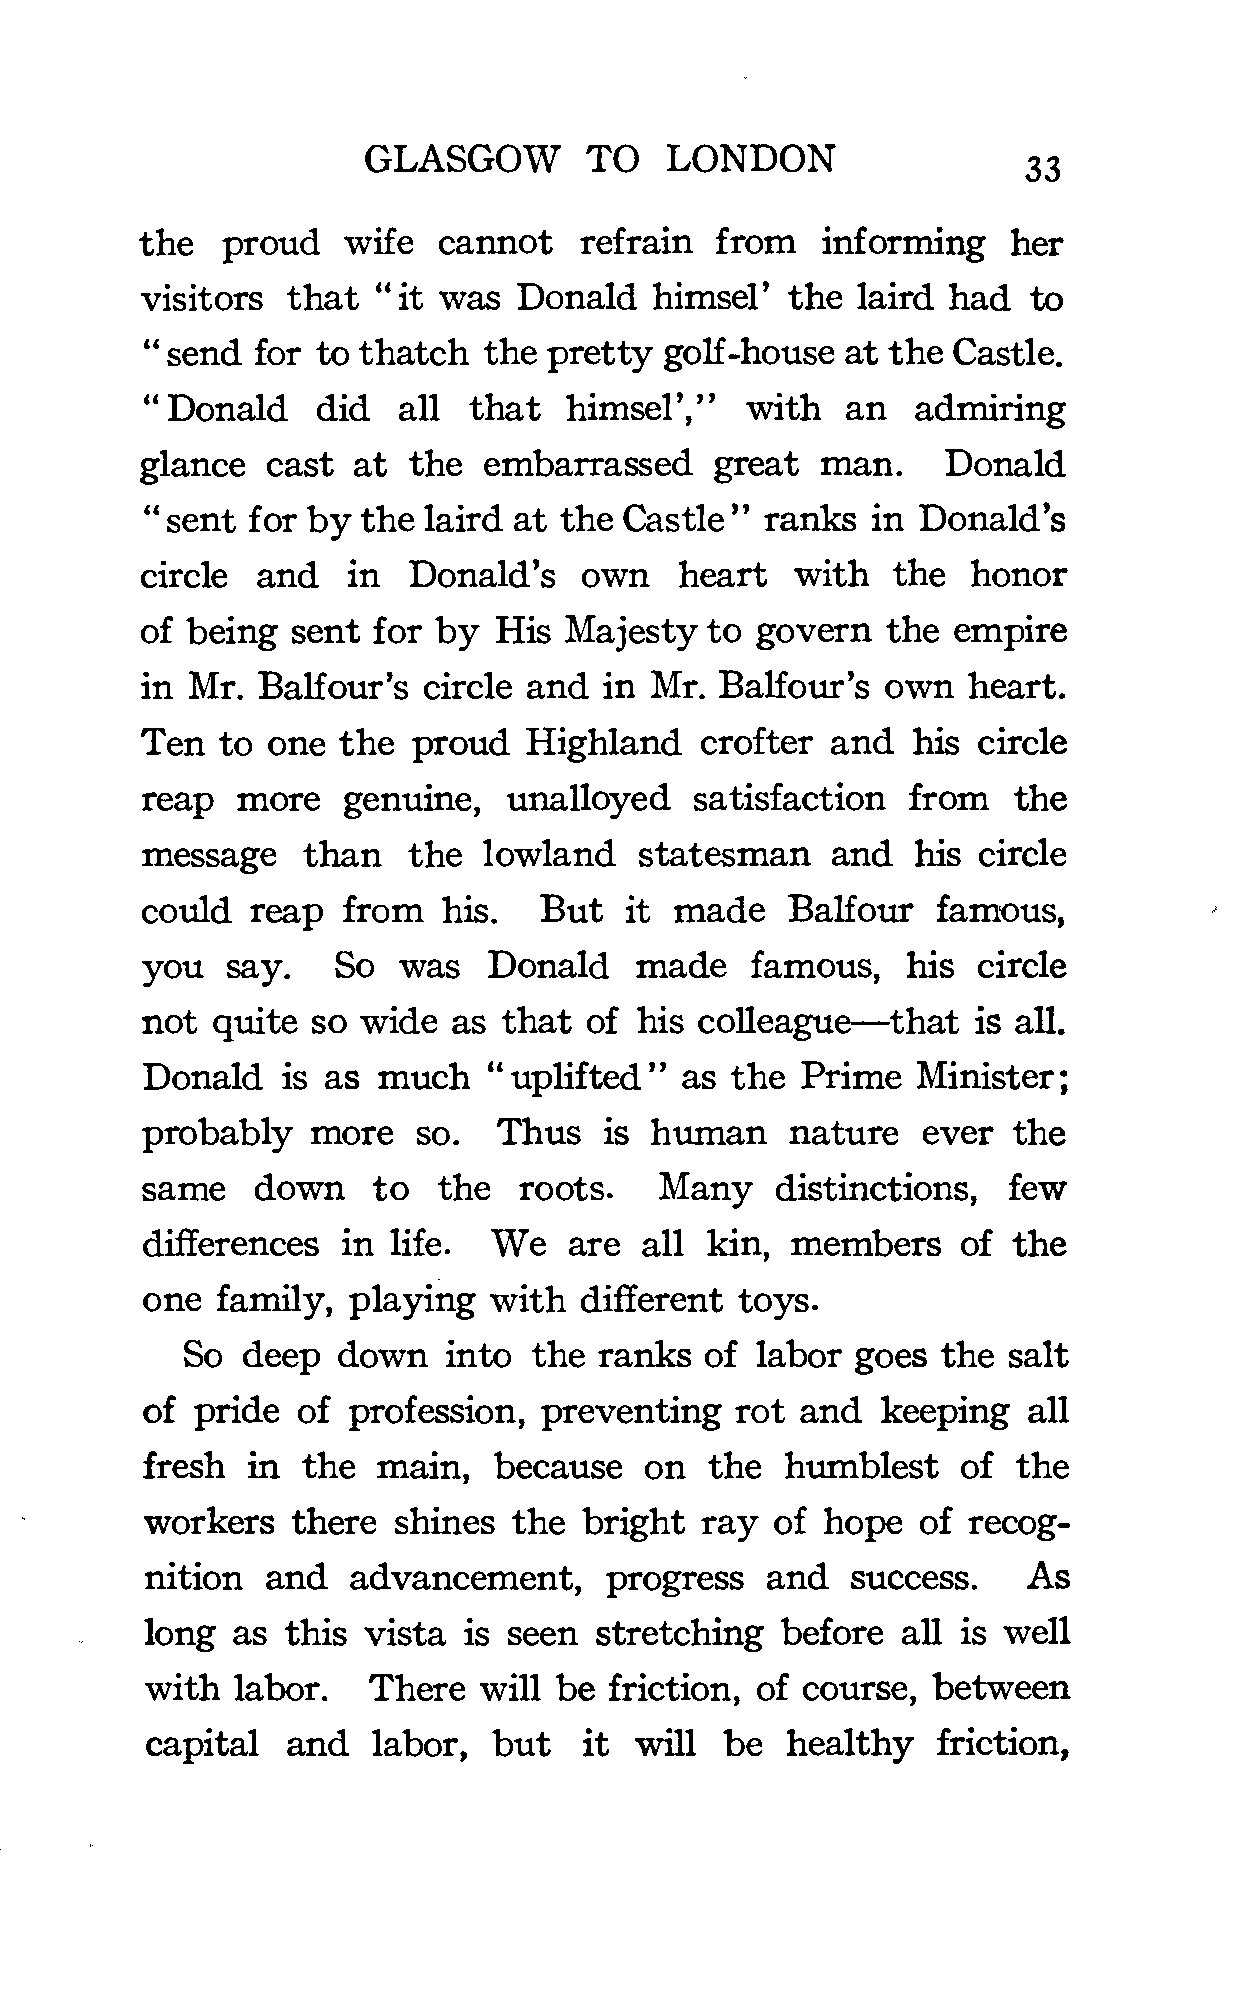 GLASGOW TO LONDON 33
the proud wife cannot refrain from informing her
visitors that "it was Donald himsel' the laird had to
"send for to thatch the pretty golf-house at the Castle.
"Donald did all that himsel'," with an admiring
glance cast at the embarrassed great man. Donald
"sent for by the laird at the Castle" ranks in Donald's
circle and in Donald's own heart with the honor
of being sent for by His Majesty to govern the empire
in Mr. Balfour's circle and in Mr. Balfour's own heart.
Ten to one the proud Highland crofter and his circle
reap more genuine, unalloyed satisfaction from the
message than the lowland statesman and his circle
could reap from his. But it made Balfour famous,
you say. So was Donald made famous, his circle
not quite so wide as that of his colleague—that is all.
Donald is as much "uplifted" as the Prime Minister;
probably more so. Thus is human nature ever the
same down to the roots. Many distinctions, few
differences in life. We are all kin, members of the
one family, playing with different toys.
So deep down into the ranks of labor goes the salt
of pride of profession, preventing rot and keeping all
fresh in the main, because on the humblest of the
workers there shines the bright ray of hope of recog-
nition and advancement, progress and success. As
long as this vista is seen stretching before all is well
with labor. There will be friction, of course, between
capital and labor, but it will be healthy friction,